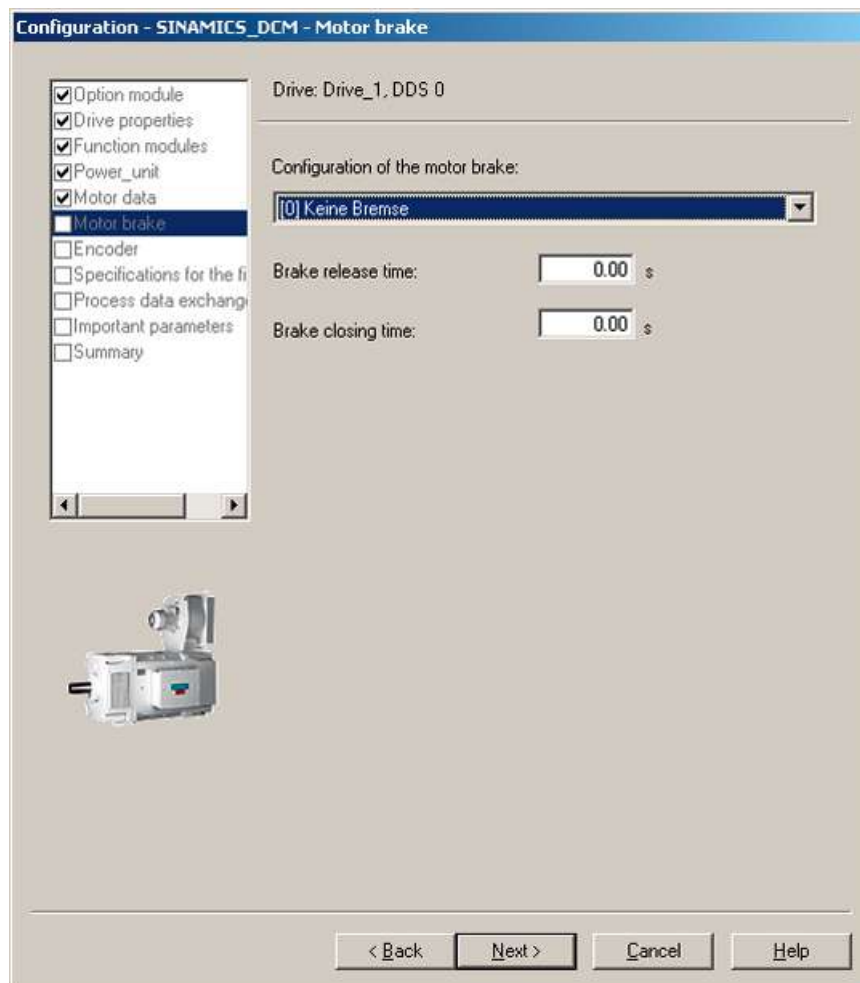 Configuration - SINAMICS_DCM - Motor brake
Option module
Drive properties
Function modules
Power_unit
Motor data
Motor brake
Encoder
Specifications for the fi
Process data exchang
Important parameters
Summary
Drive: Drive_1, DDS 0
Configuration of the motor brake:
[0] Keine Bremse
Brake release time: 0.00 s
Brake closing time: 0.00 s
< Back Next > Cancel Help